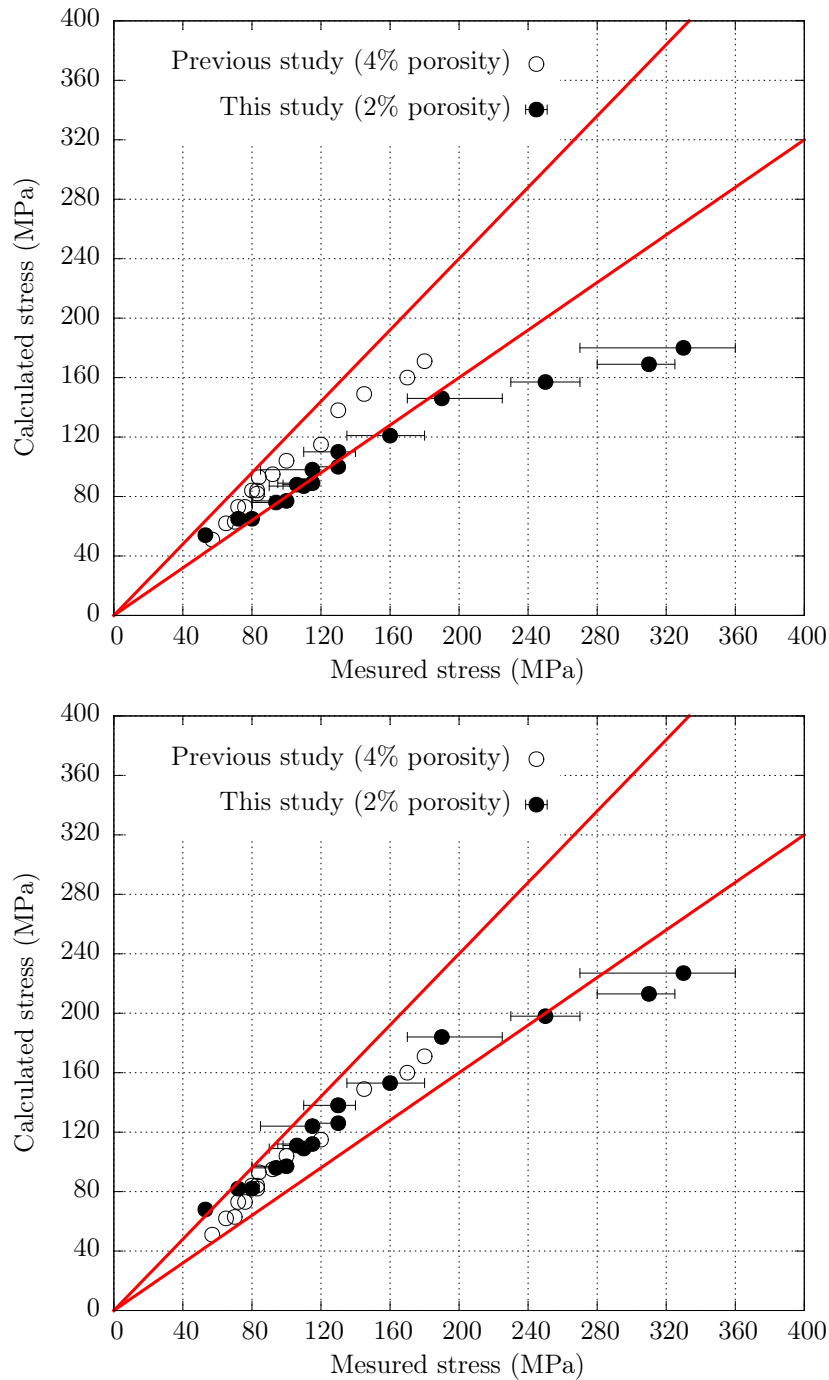 400
360
320
280
240
200
160
120
80
40
0
Calculated stress (MPa)
Previous study (4% porosity)
This study (2% porosity)
0 40 80 120 160 200 240 280 320 360 400
Mesured stress (MPa)
400
360
320
280
240
200
160
120
80
40
0
Calculated stress (MPa)
Previous study (4% porosity)
This study (2% porosity)
0 40 80 120 160 200 240 280 320 360 400
Mesured stress (MPa)